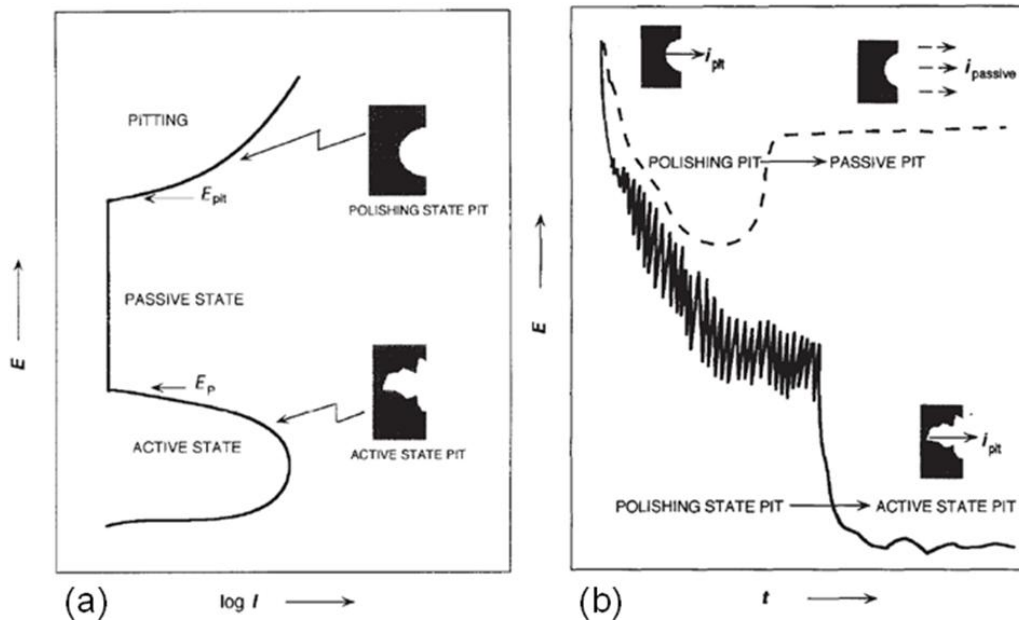 PITTING
E pit
POLISHING STATE PIT
PASSIVE STATE
E P
ACTIVE STATE
ACTIVE STATE PIT
E
(a)
log I
i pit
i passive
POLISHING PIT
PASSIVE PIT
E
i pit
POLISHING STATE PIT
ACTIVE STATE PIT
(b)
t